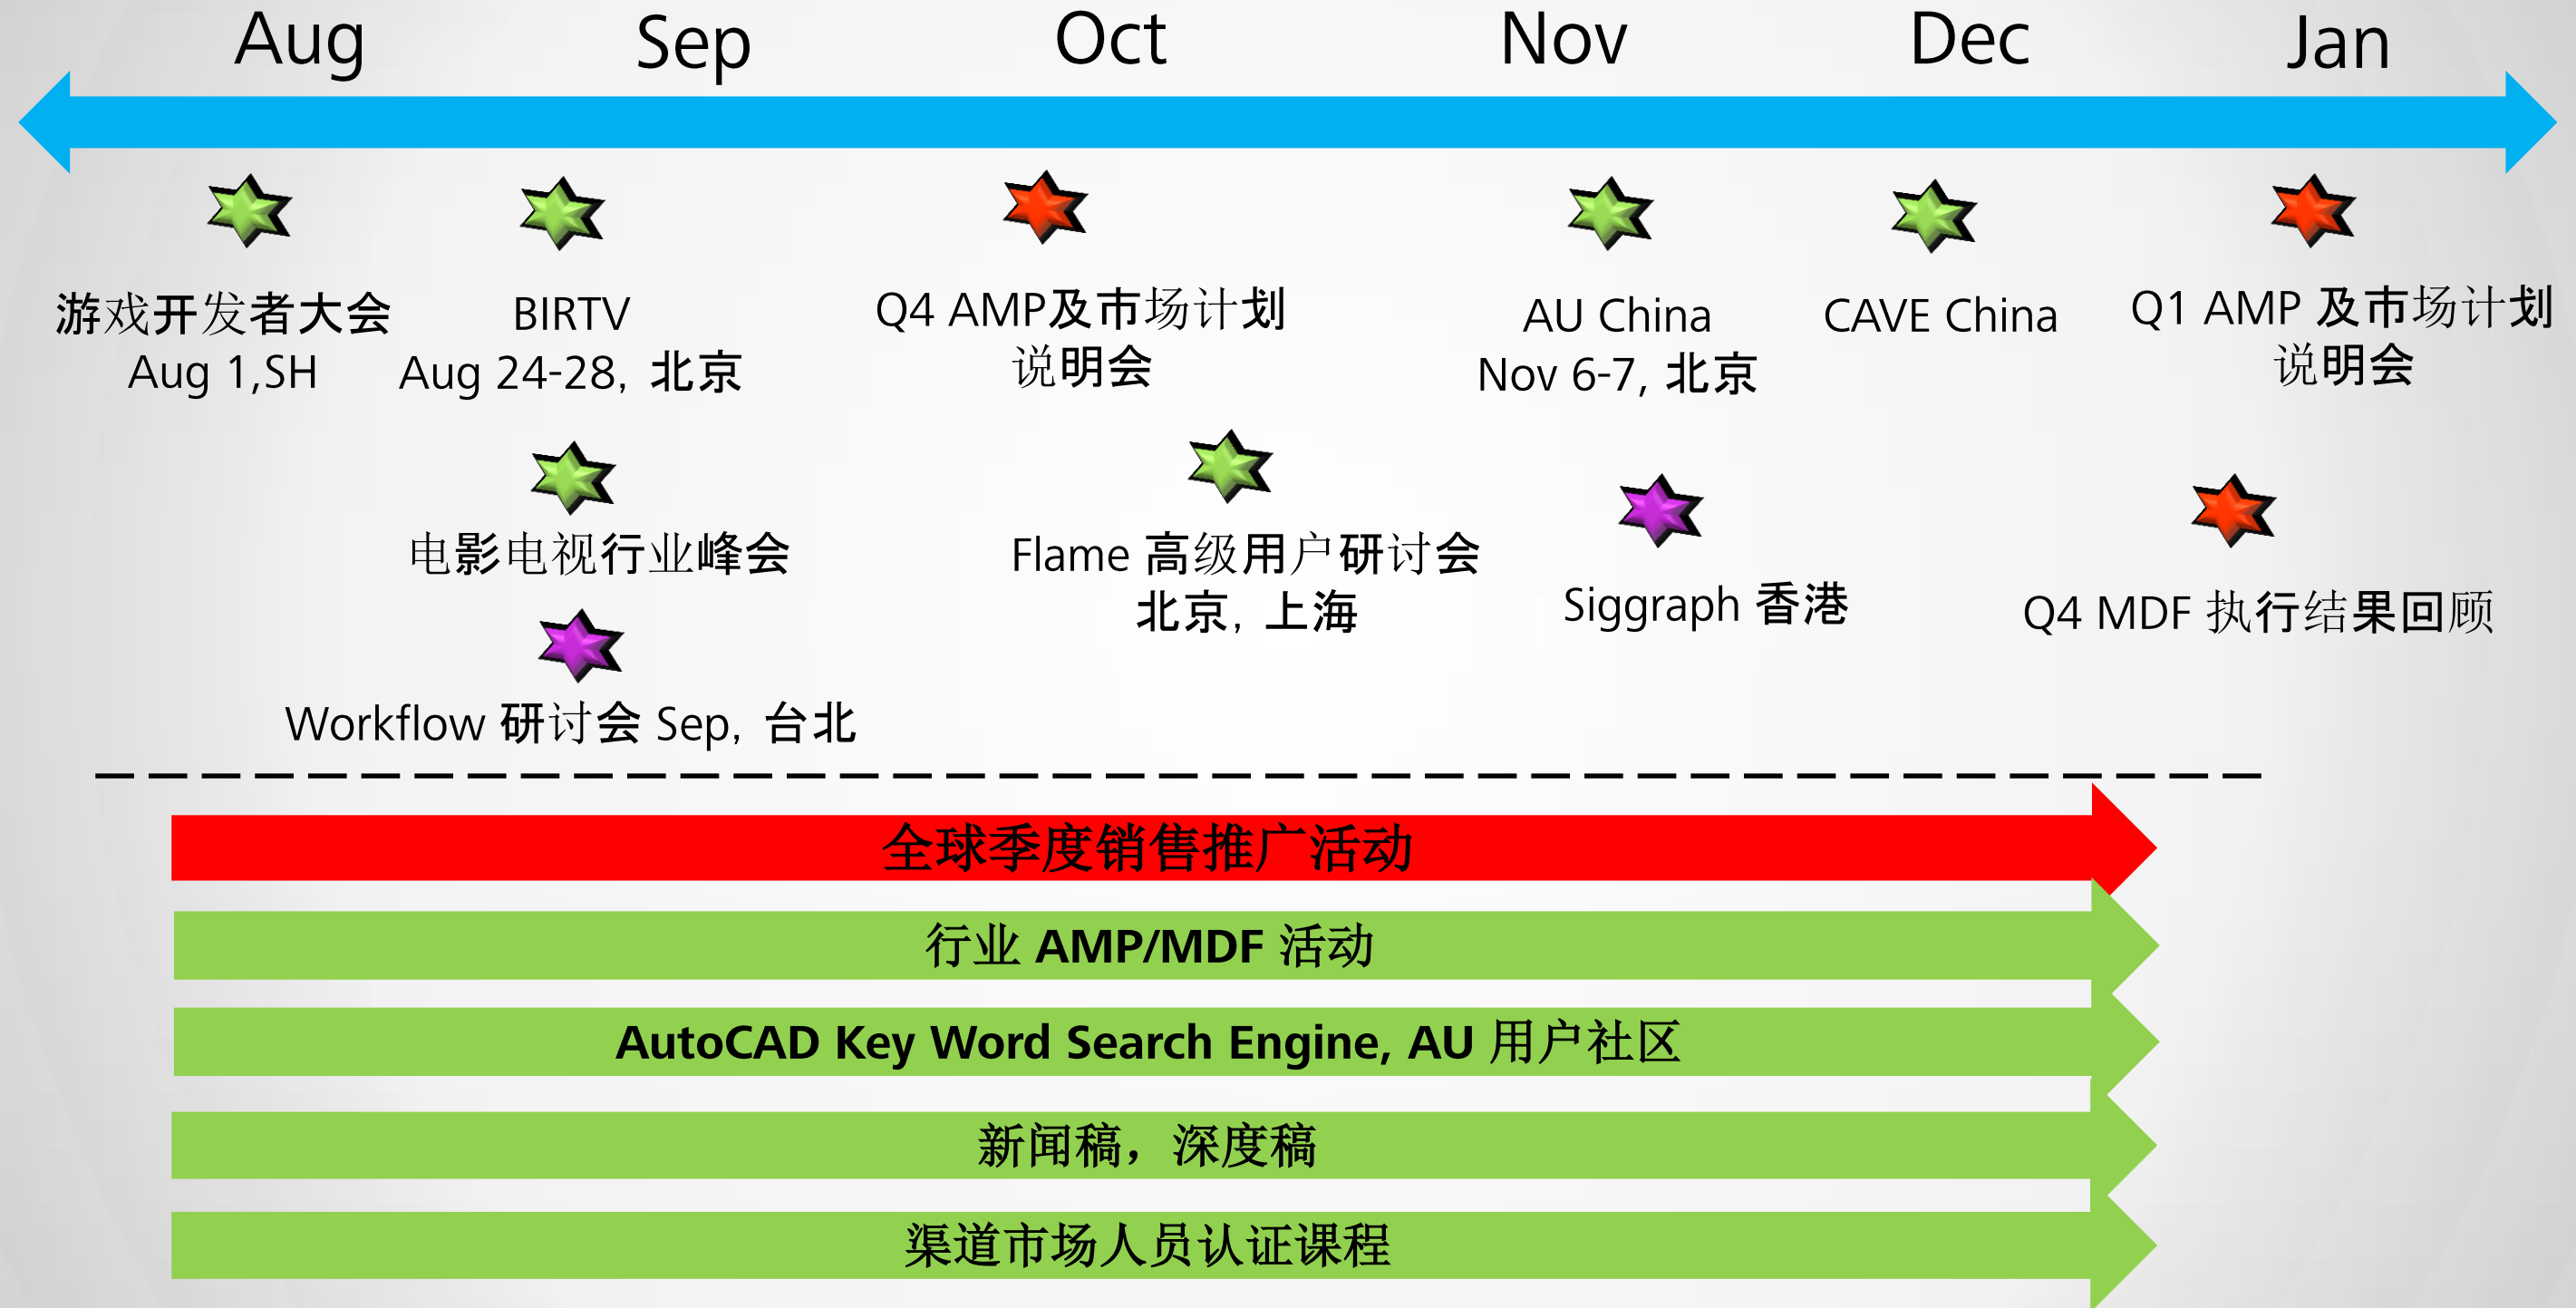 Aug
Sep
Oct
Nov
Dec
Jan
游戏开发者大会
Aug 1,SH
BIRTV
Aug 24-28, 北京
Q4 AMP及市场计划
说明会
AU China
Nov 6-7, 北京
CAVE China
Q1 AMP 及市场计划
说明会
电影电视行业峰会
Flame 高级用户研讨会
北京, 上海
Siggraph 香港
Q4 MDF 执行结果回顾
Workflow 研讨会 Sep, 台北
全球季度销售推广活动
行业 AMP/MDF 活动
AutoCAD Key Word Search Engine, AU 用户社区
新闻稿，深度稿
渠道市场人员认证课程